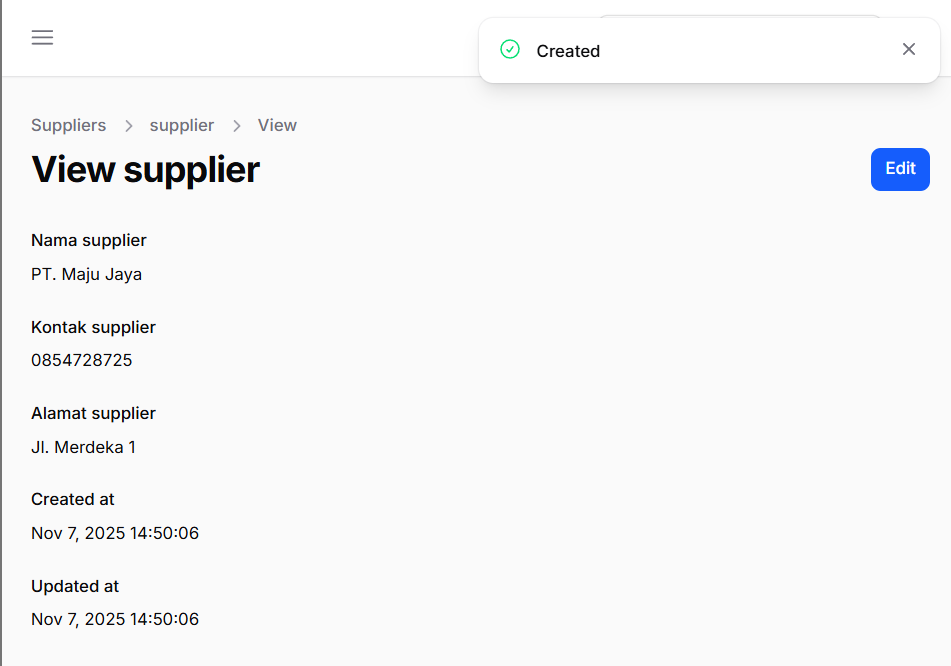 Created
Suppliers > supplier > View
View supplier
Edit
Nama supplier
PT. Maju Jaya
Kontak supplier
0854728725
Alamat supplier
Jl. Merdeka 1
Created at
Nov 7, 2025 14:50:06
Updated at
Nov 7, 2025 14:50:06